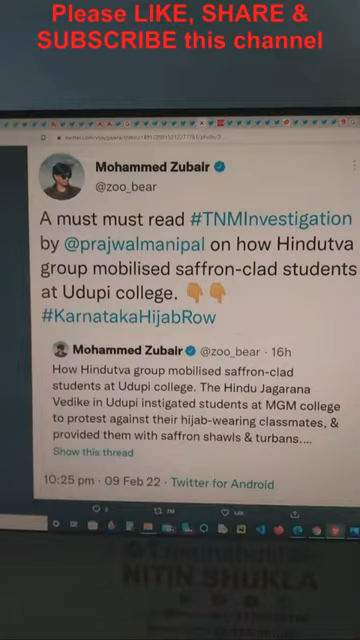 Please LIKE, SHARE &
SUBSCRIBE this channel
Mohammed Zubair
@zoo_bear
A must must read #TNMInvestigation
by @prajwalmanipal on how Hindutva
group mobilised saffron-clad students
at Udupi college. 👇👇
#KarnatakaHijabRow
Mohammed Zubair @zoo_bear · 16h
How Hindutva group mobilised saffron-clad
students at Udupi college. The Hindu Jagarana
Vedike in Udupi instigated students at MGM college
to protest against their hijab-wearing classmates, &
provided them with saffron shawls & turbans,...
Show this thread
10:25 pm · 09 Feb 22 · Twitter for Android
NITIN SHUKLA